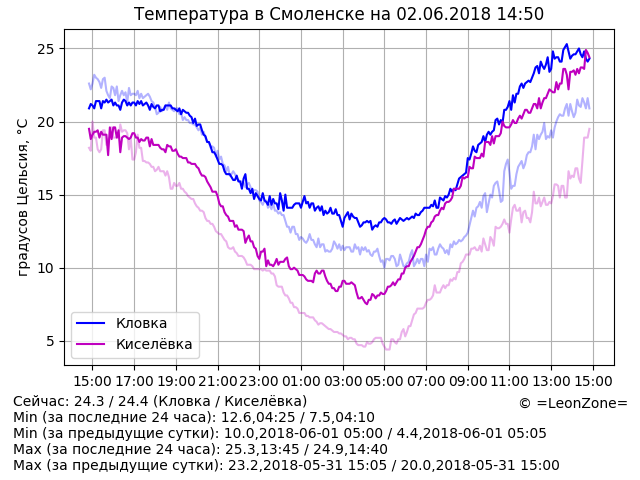 Температура в Смоленске на 02.06.2018 14:50
градусов Цельсия, °C
25
20
15
10
5
Кловка
Киселёвка
15:00 17:00 19:00 21:00 23:00 01:00 03:00 05:00 07:00 09:00 11:00 13:00 15:00
Сейчас: 24.3 / 24.4 (Кловка / Киселёвка)
© =LeonZone=
Min (за последние 24 часа): 12.6,04:25 / 7.5,04:10
Min (за предыдущие сутки): 10.0,2018-06-01 05:00 / 4.4,2018-06-01 05:05
Max (за последние 24 часа): 25.3,13:45 / 24.9,14:40
Max (за предыдущие сутки): 23.2,2018-05-31 15:05 / 20.0,2018-05-31 15:00